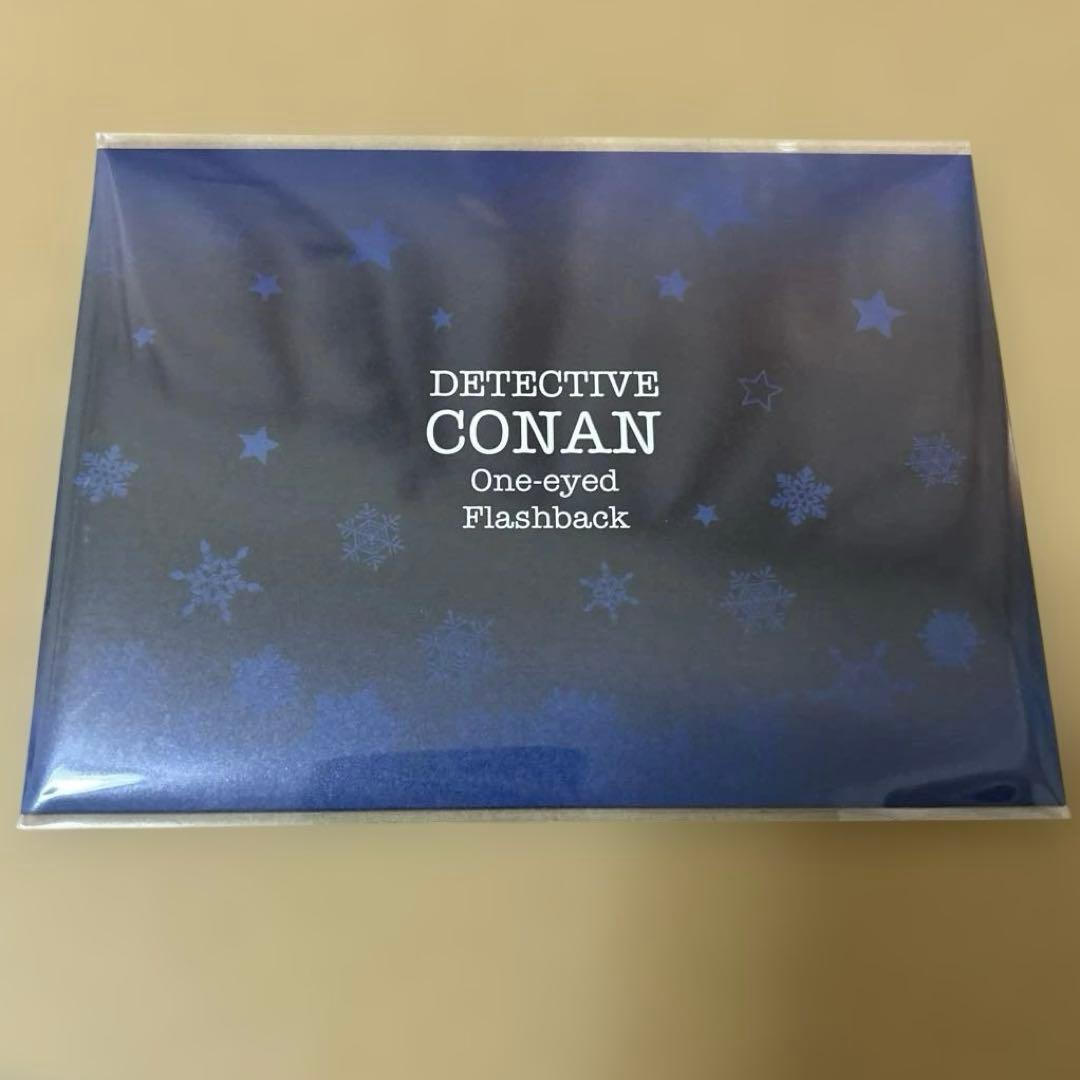 DETECTIVE
CONAN
One-eyed
Flashback